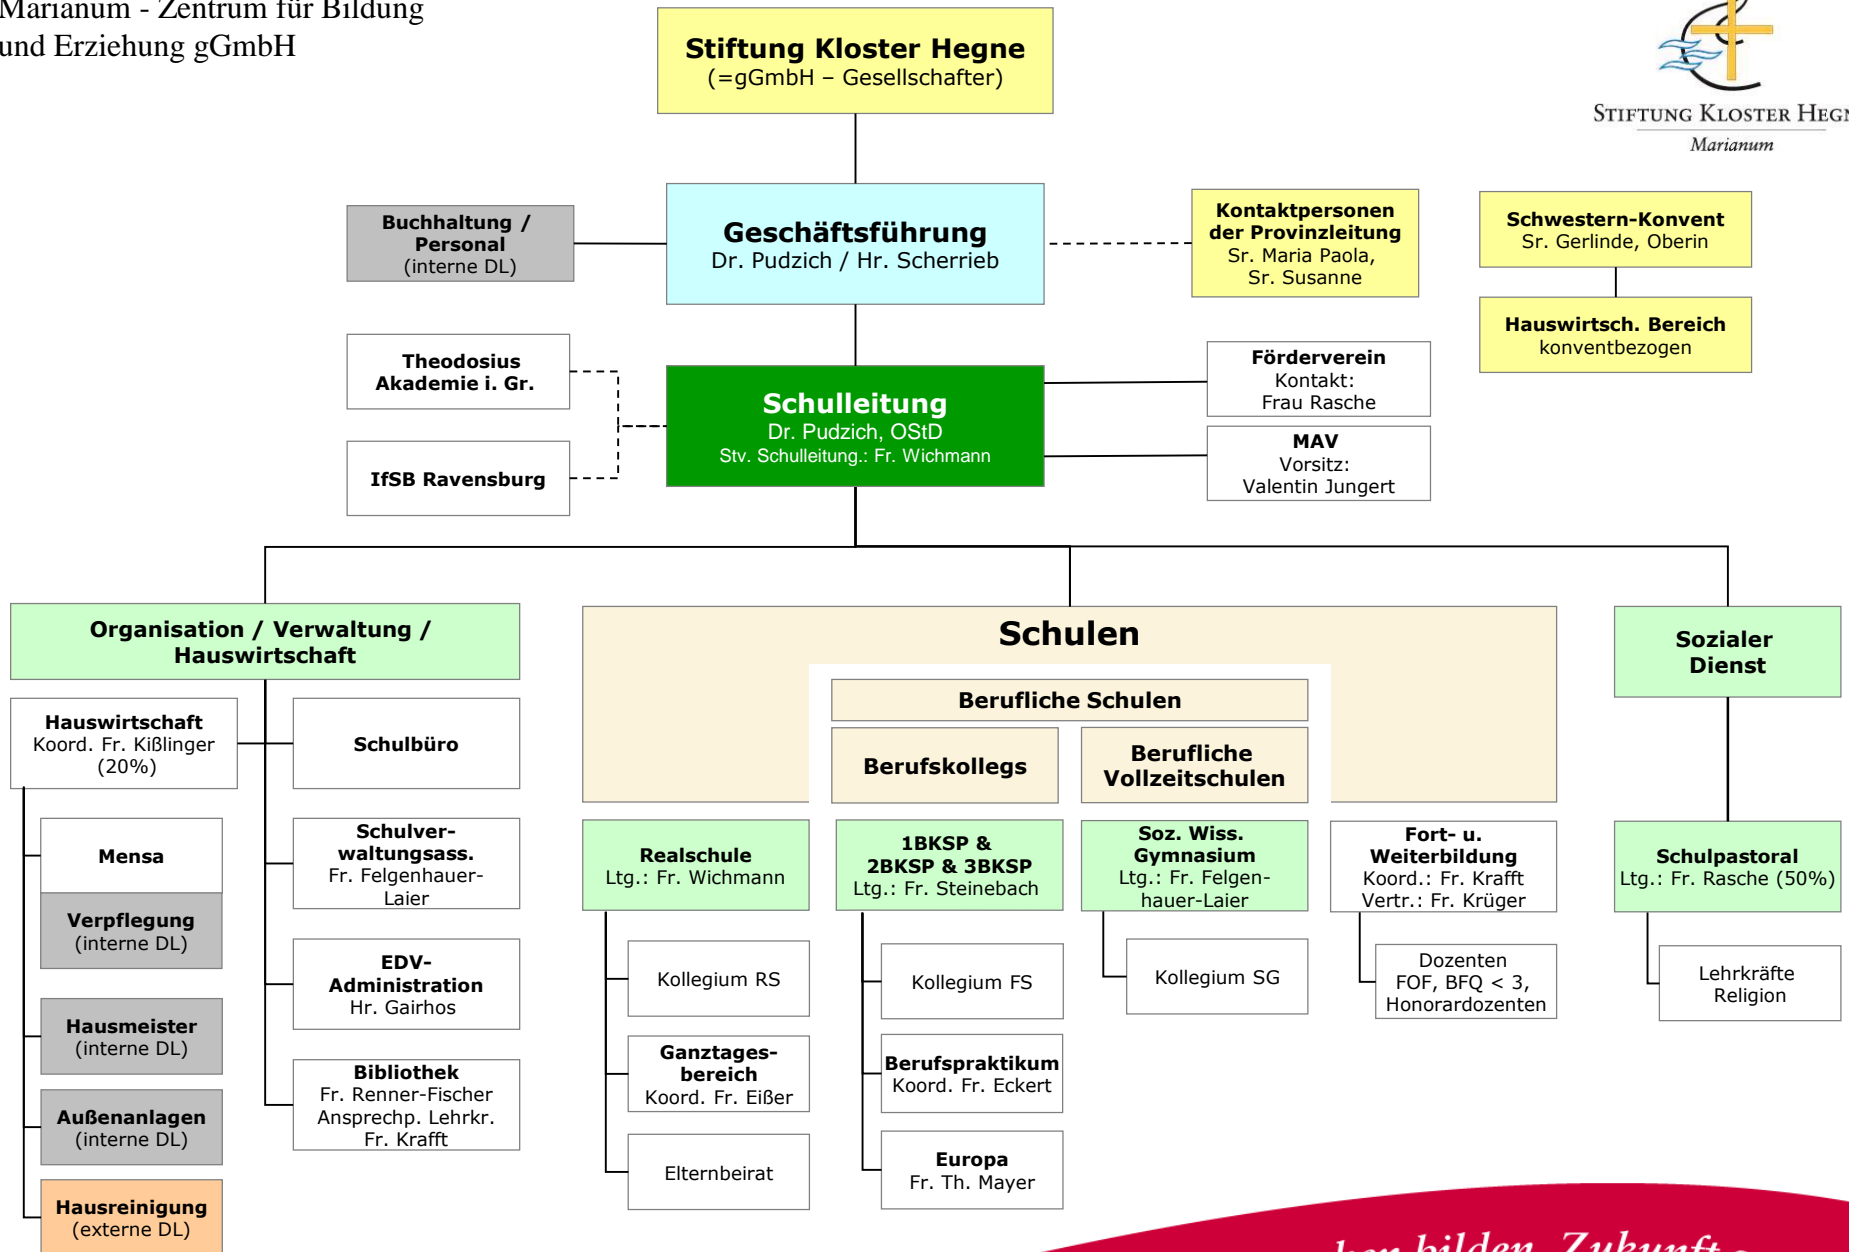 Marianum - Zentrum für Bildung
und Erziehung gGmbH
Stiftung Kloster Hegne
(=gGmbH – Gesellschafter)
STIFTUNG KLOSTER
Marianum
Buchhaltung /
Personal
(interne DL)
Geschäftsführung
Dr. Pudzich / Hr. Scherrieb
Kontaktpersonen
der Provinzleitung
Sr. Maria Paola,
Sr. Susanne
Schwestern-Konvent
Sr. Gerlinde, Oberin
Hauswirtsch. Bereich
konventbezogen
Theodosius
Akademie i. Gr.
IfSB Ravensburg
Schulleitung
Dr. Pudzich, OStD
Stv. Schulleitung.: Fr. Wichmann
Förderverein
Kontakt:
Frau Rasche
MAV
Vorsitz:
Valentin Jungert
Organisation / Verwaltung /
Hauswirtschaft
Hauswirtschaft
Koord. Fr. Kißlinger
(20%)
Mensa
Verpflegung
(interne DL)
Hausmeister
(interne DL)
Außenanlagen
(interne DL)
Hausreinigung
(externe DL)
Schulbüro
Schulver-
waltungsass.
Fr. Felgenhauer-
Laier
EDV-
Administration
Hr. Gairhos
Bibliothek
Fr. Renner-Fischer
Ansprechp. Lehrkr.
Fr. Krafft
Schulen
Berufliche Schulen
Berufskollegs
Berufliche
Vollzeitschulen
Realschule
Ltg.: Fr. Wichmann
Kollegium RS
Ganztages-
bereich
Koord. Fr. Eißer
Elternbeirat
1BKSP &
2BKSP & 3BKSP
Ltg.: Fr. Steinebach
Kollegium FS
Berufspraktikum
Koord. Fr. Eckert
Europa
Fr. Th. Mayer
Soz. Wiss.
Gymnasium
Ltg.: Fr. Felgen-
hauer-Laier
Kollegium SG
Fort- u.
Weiterbildung
Koord.: Fr. Krafft
Vertr.: Fr. Krüger
Dozenten
FOF, BFQ < 3,
Honorardozenten
Sozialer
Dienst
Schulpastoral
Ltg.: Fr. Rasche (50%)
Lehrkräfte
Religion
bilden. Zukunft